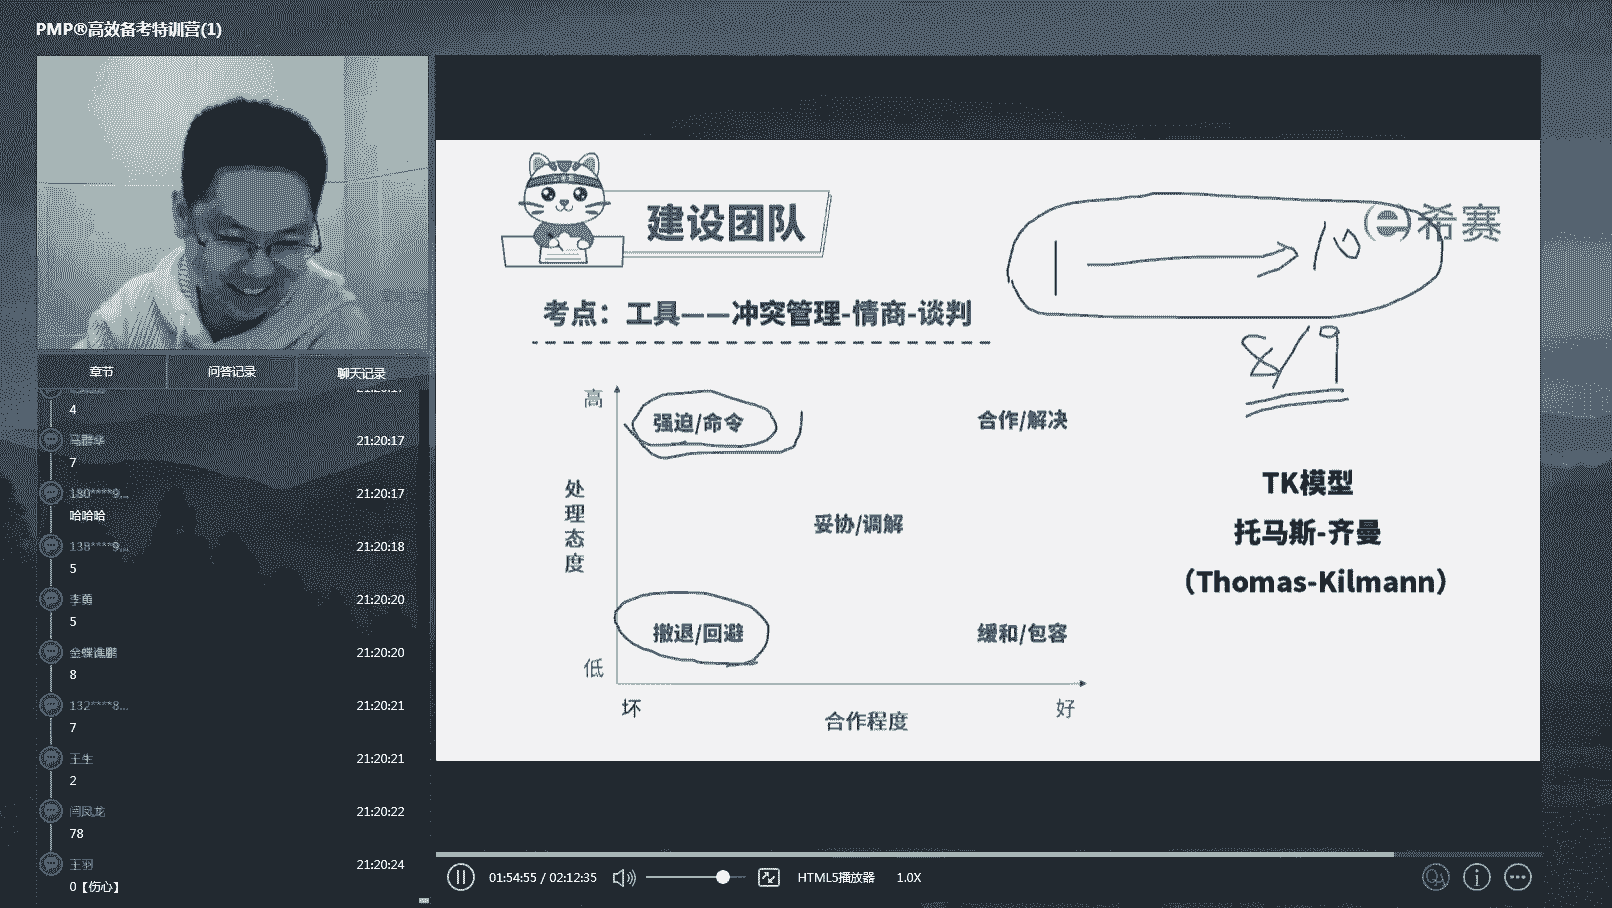 PMP®高效备考特训营(1)
章节
问答记录
聊天记录
4
马群华
21:20:17
7
180****9...
21:20:17
哈哈哈
138****9...
21:20:18
5
李勇
21:20:20
5
21:20:20
8
132****8...
21:20:21
7
王生
21:20:21
2
闫凤龙
21:20:22
78
王羽
21:20:24
0【伤心】
建设团队
希赛
1 → 10
8/9
考点：工具——冲突管理-情商-谈判
高
强迫/命令
合作/解决
处理态度
妥协/调解
撤退/回避
缓和/包容
低
坏
合作程度
好
TK模型
托马斯-齐曼
（Thomas-Kilmann）
01:54:55 / 02:12:35
HTML5播放器
1.0X